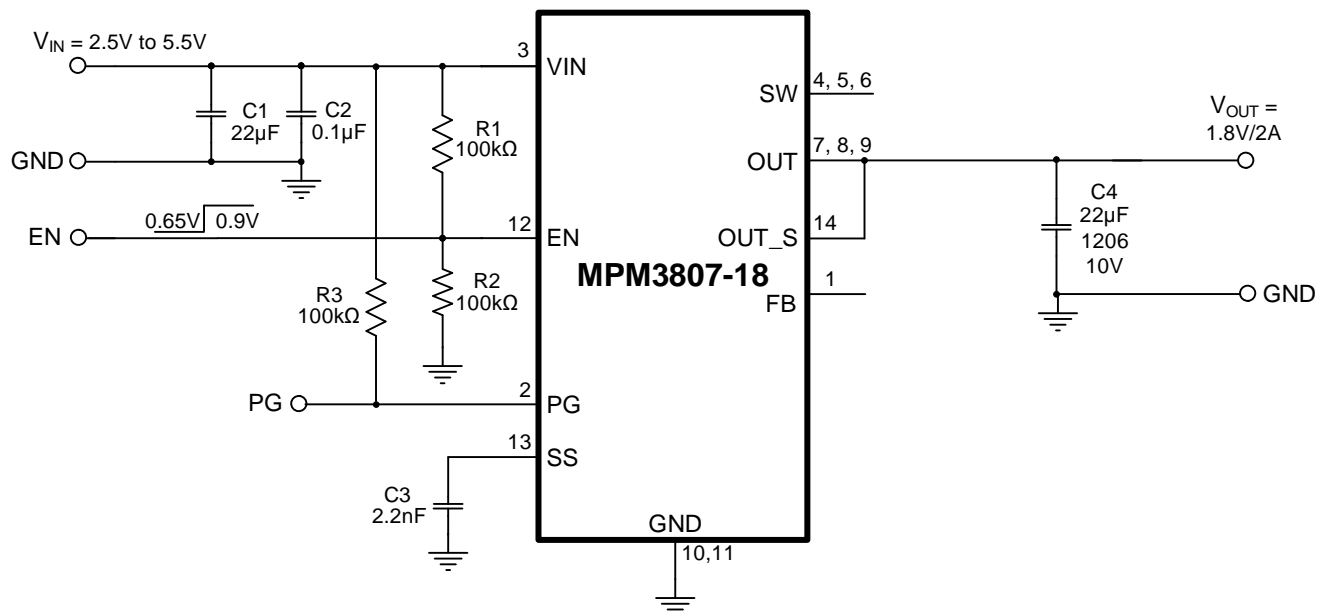 V_IN = 2.5V to 5.5V
3
VIN
C1
22µF
C2
0.1µF
R1
100kΩ
GND
0.65V
0.9V
EN
12
EN
R3
100kΩ
R2
100kΩ
PG
2
PG
13
SS
C3
2.2nF
MPM3807-18
GND
10,11
SW
4, 5, 6
OUT
7, 8, 9
OUT_S
14
FB
1
V_OUT =
1.8V/2A
C4
22µF
1206
10V
GND